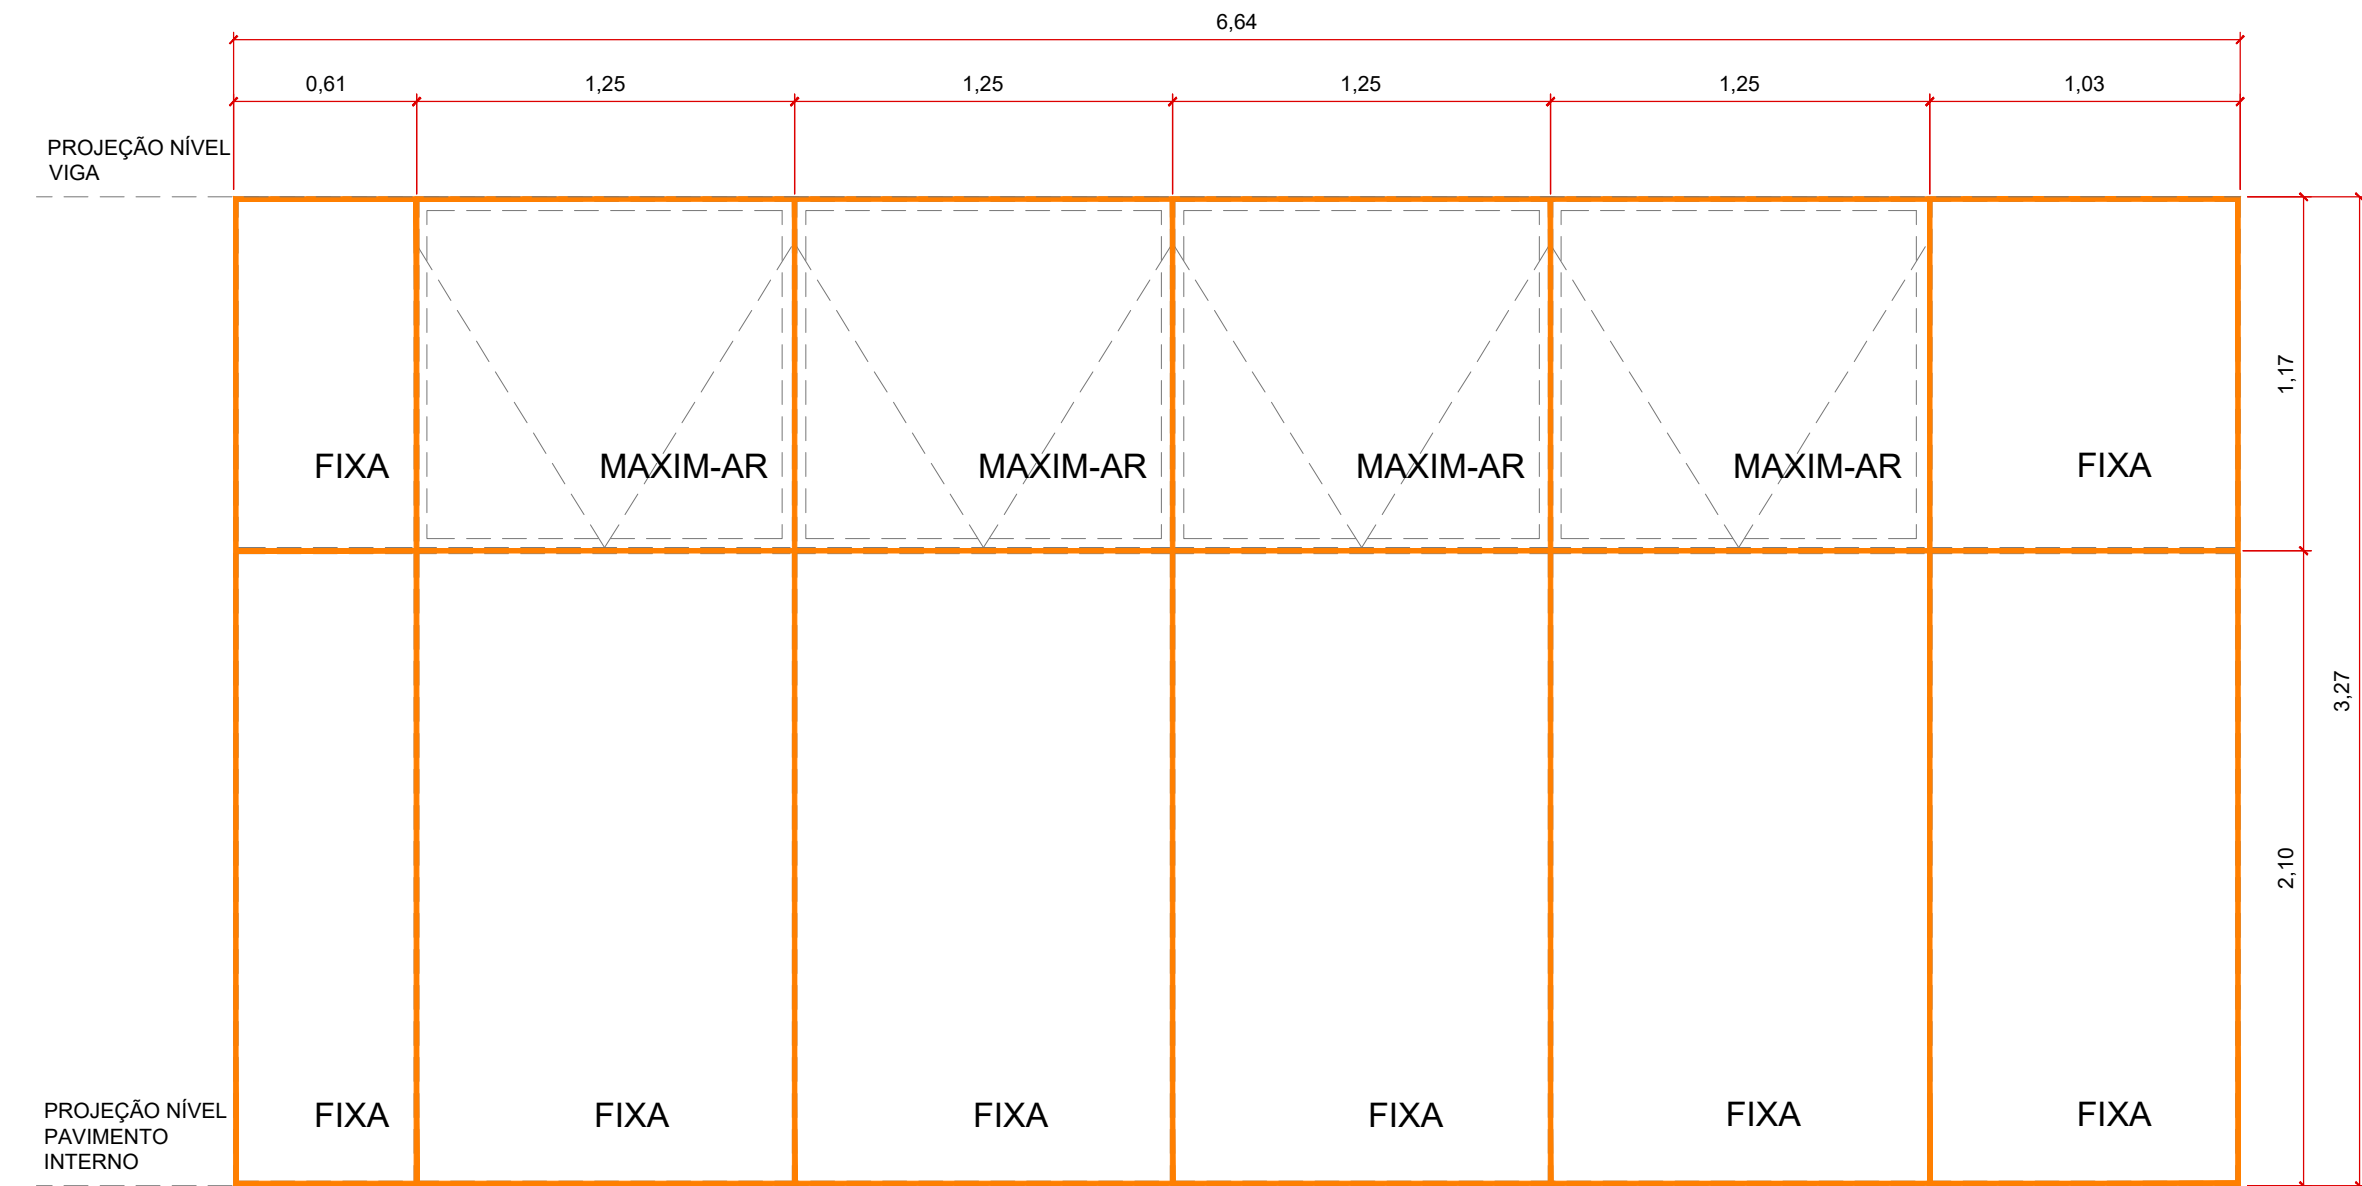 6,64
0,61
1,25
1,25
1,25
1,25
1,03
PROJEÇÃO NÍVEL
VIGA
1,17
FIXA
MAXIM-AR
MAXIM-AR
MAXIM-AR
MAXIM-AR
FIXA
3,27
2,10
PROJEÇÃO NÍVEL
PAVIMENTO
INTERNO
FIXA
FIXA
FIXA
FIXA
FIXA
FIXA